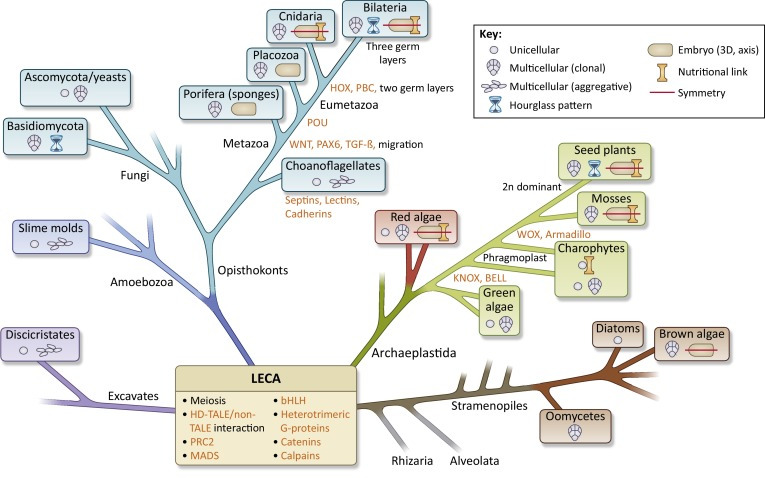 Cnidaria
Bilateria
Placozoa
Three germ
layers
Ascomycota/yeasts
Porifera (sponges)
HOX, PBC, two germ layers
Eumetazoa
POU
Basidiomycota
Metazoa
WNT, PAX6, TGF-ß, migration
Fungi
Choanoflagellates
Septins, Lectins,
Cadherins
Key:
Unicellular
Multicellular (clonal)
Multicellular (aggregative)
Hourglass pattern
Embryo (3D, axis)
Nutritional link
Symmetry
Seed plants
2n dominant
Mosses
Red algae
WOX, Armadillo
Charophytes
Phragmoplast
KNOX, BELL
Green
algae
Slime molds
Amoebozoa
Opisthokonts
Archaeplastida
Discicristates
Excavates
LECA
• Meiosis
• HD-TALE/non-
TALE interaction
• PRC2
• MADS
• bHLH
• Heterotrimeric
G-proteins
• Catenins
• Calpains
Diatoms
Brown algae
Stramenopiles
Oomycetes
Rhizaria
Alveolata